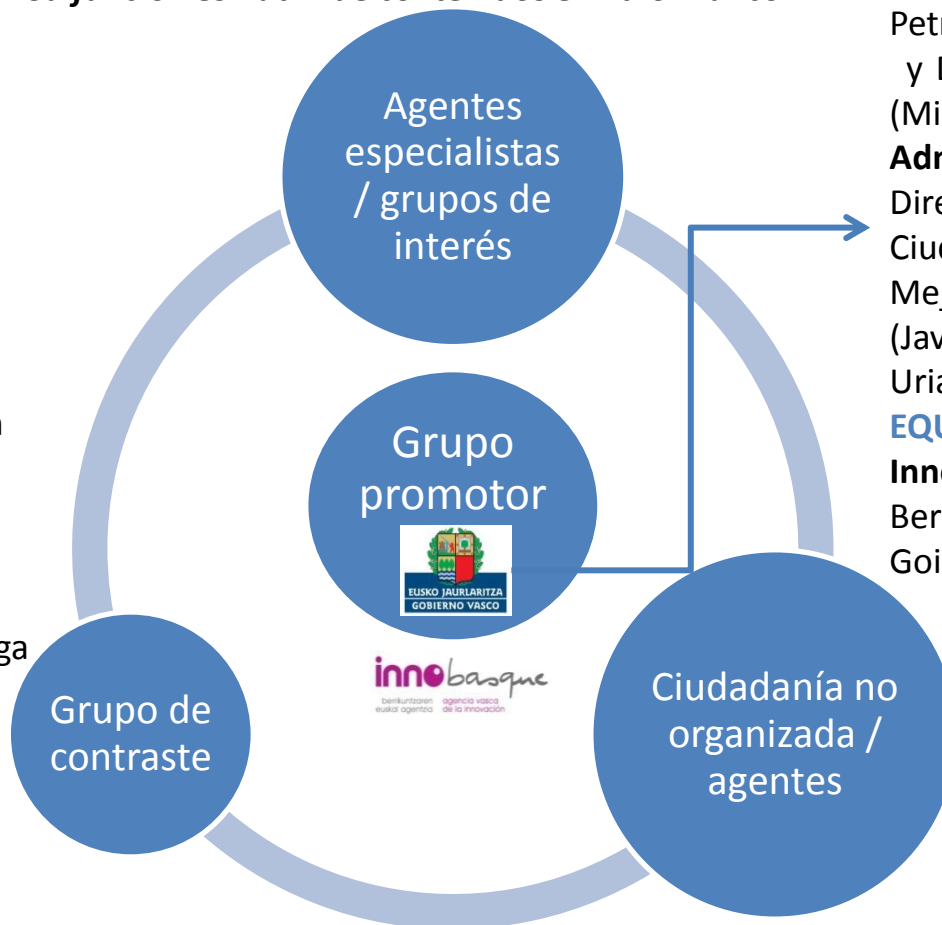 Agentes
especialistas
/ grupos de
interés
Grupo
promotor
EUSKO JAURLARITZA
GOBIERNO VASCO
innobasque
berrikuntzaren agencia vasca
euskal agentzia de la innovación
Grupo de
contraste
Ciudadanía no
organizada /
agentes
Petr
y
(Mi
Adm
Dire
Ciud
Mej
(Jav
Uria
EQU
Inn
Ber
Goi
ga